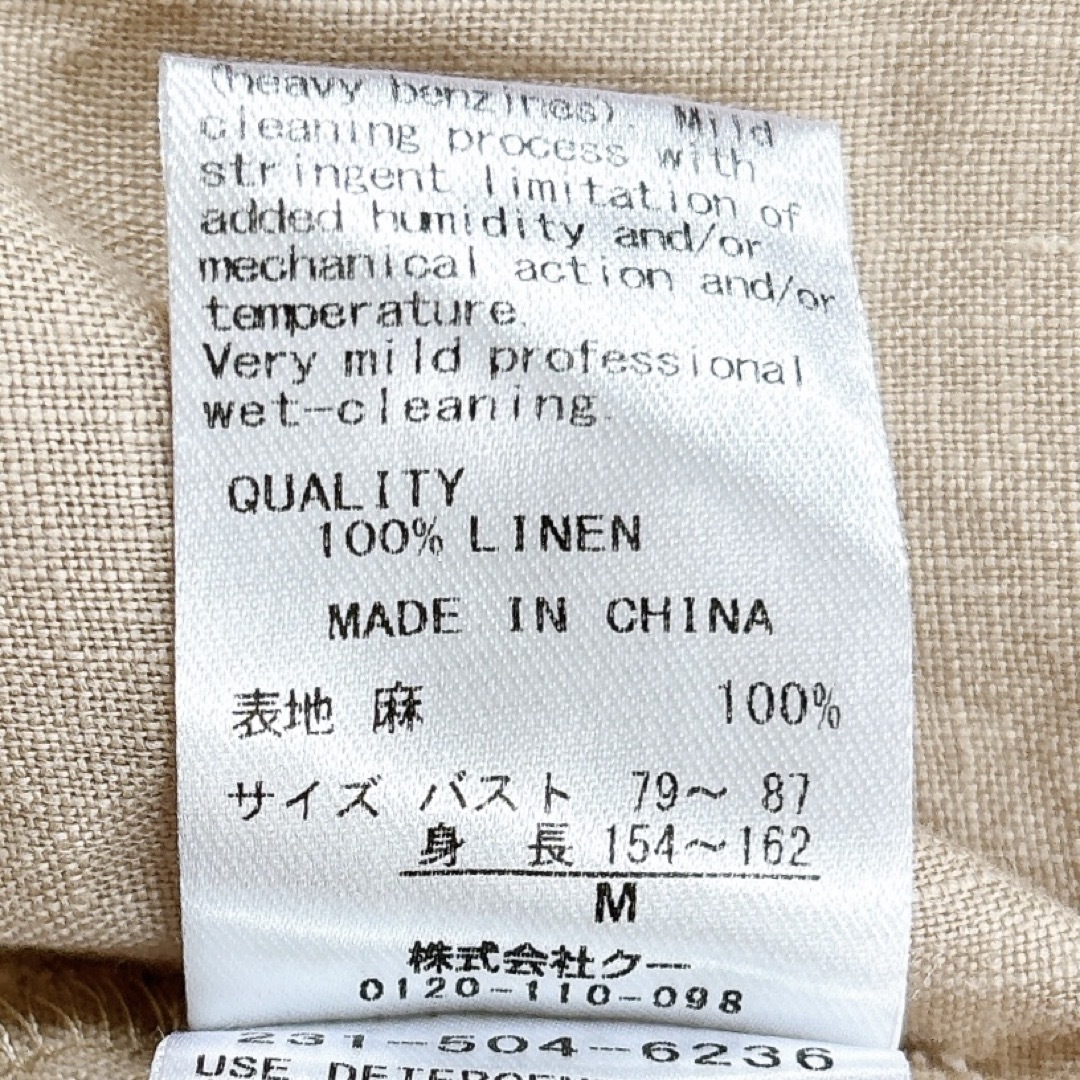 (heavy benzines). Mild
cleaning process with
stringent limitation of
added humidity and/or
mechanical action and/or
temperature.
Very mild professional
wet-cleaning.
QUALITY
100% LINEN
MADE IN CHINA
表地 麻 100%
サイズ バスト 79～ 87
身 長 154～162
M
株式会社クー
0120-110-098
231-504-6236
USE